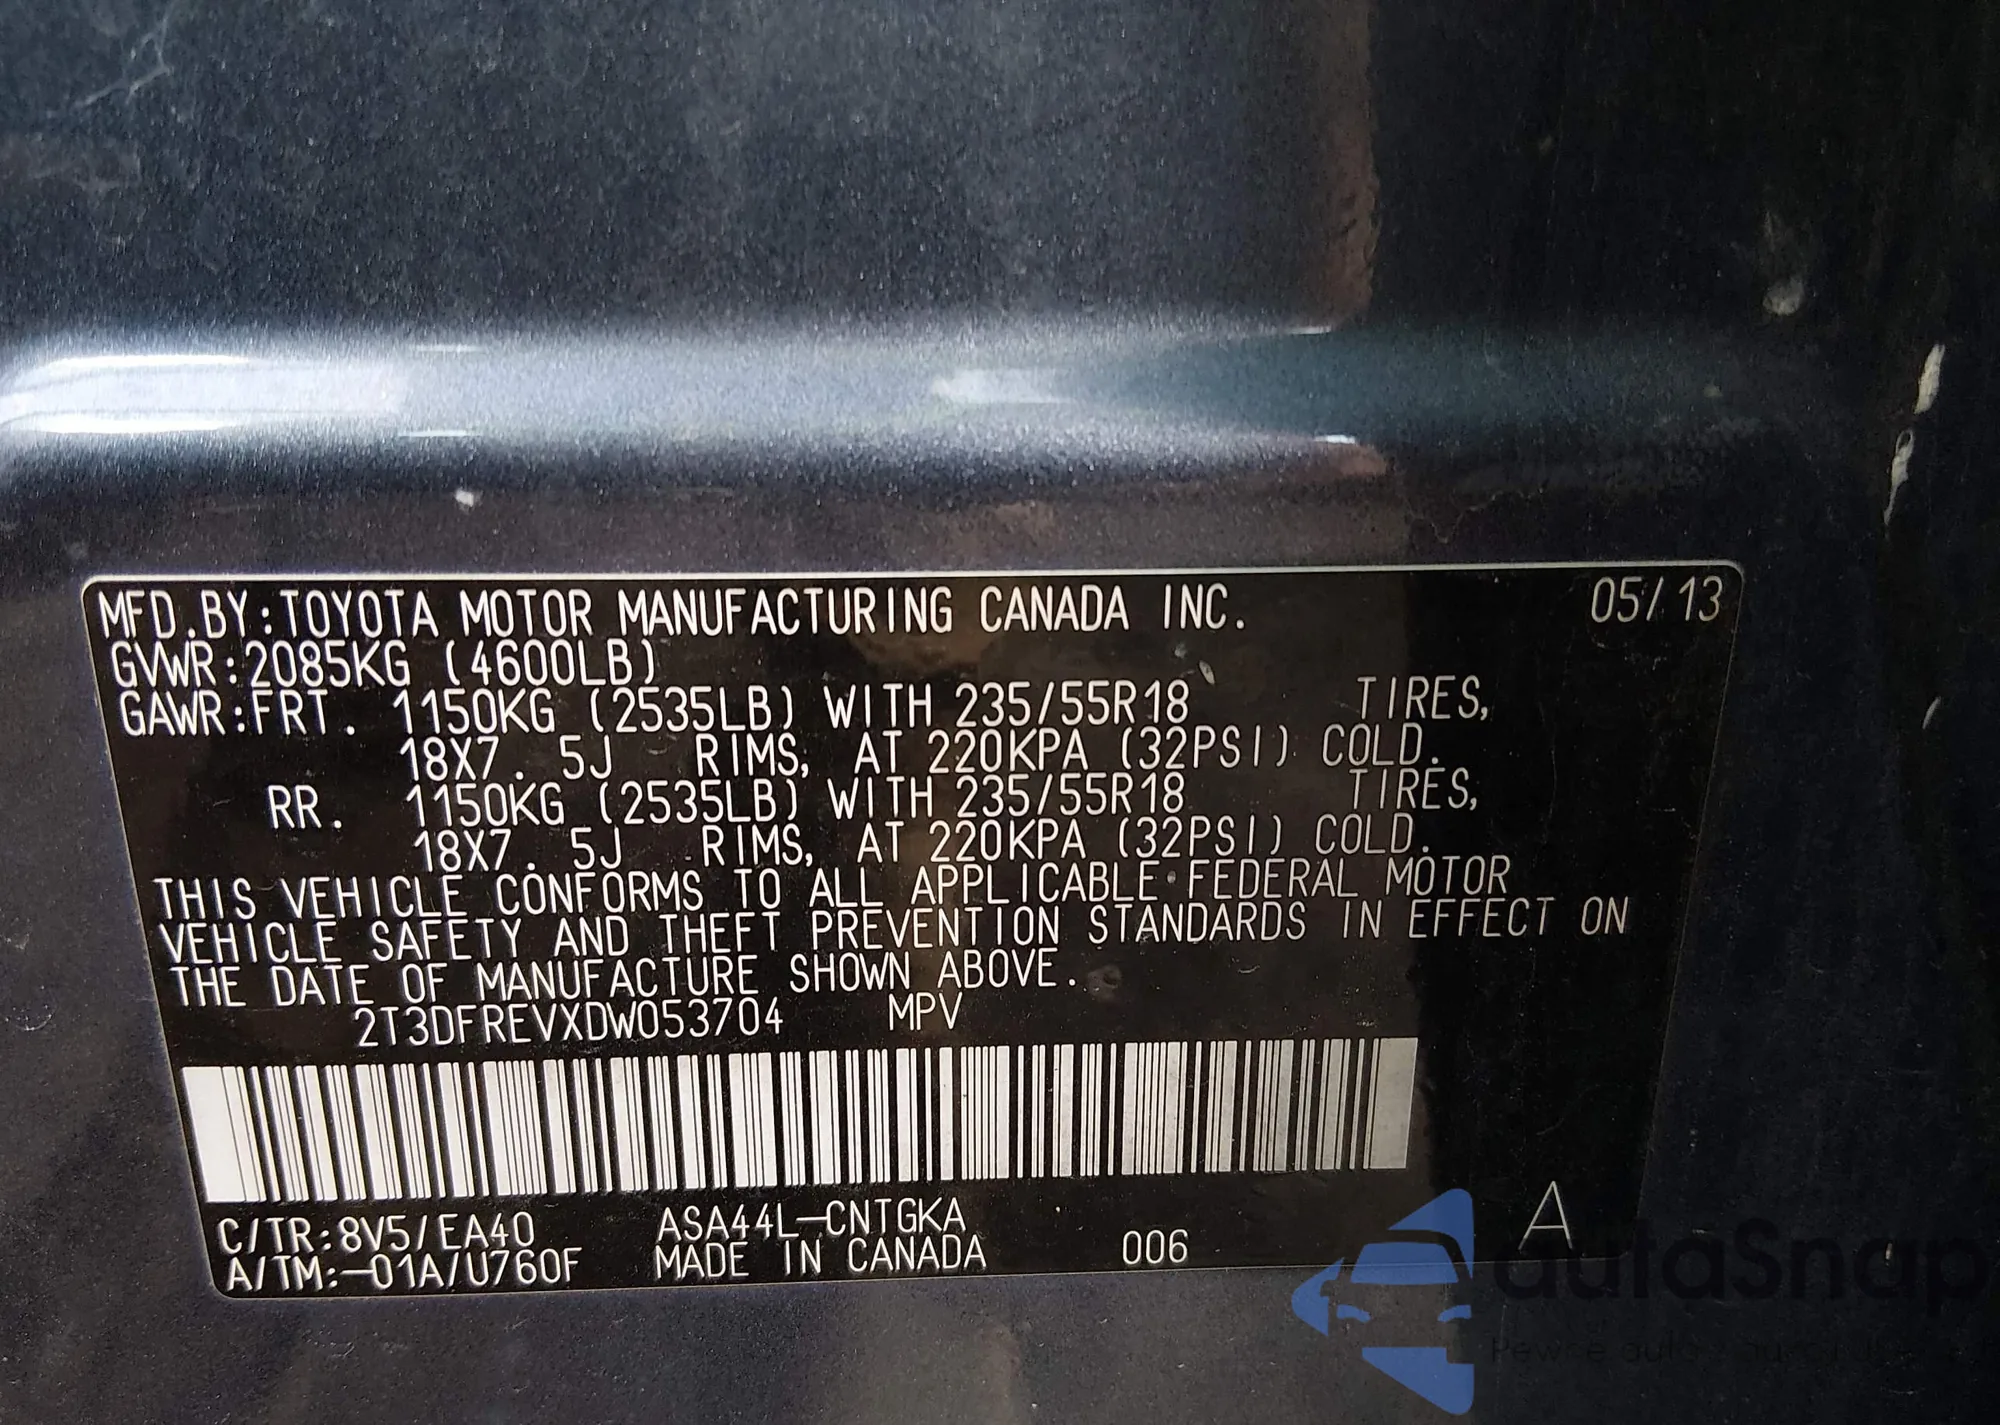 MFD.BY:TOYOTA MOTOR MANUFACTURING CANADA INC. 05/13
GVWR:2085KG (4600LB)
GAWR:FRT. 1150KG (2535LB) WITH 235/55R18 TIRES,
18X7.5J RIMS, AT 220KPA (32PSI) COLD.
RR. 1150KG (2535LB) WITH 235/55R18 TIRES,
18X7.5J RIMS, AT 220KPA (32PSI) COLD.
THIS VEHICLE CONFORMS TO ALL APPLICABLE FEDERAL MOTOR
VEHICLE SAFETY AND THEFT PREVENTION STANDARDS IN EFFECT ON
THE DATE OF MANUFACTURE SHOWN ABOVE.
2T3DFREVXDW053704 MPV
C/TR:8V5/EA40 ASA44L-CNTGKA
A/TM:-01A/U760F MADE IN CANADA 006 A
autaSnap
Pewne auta